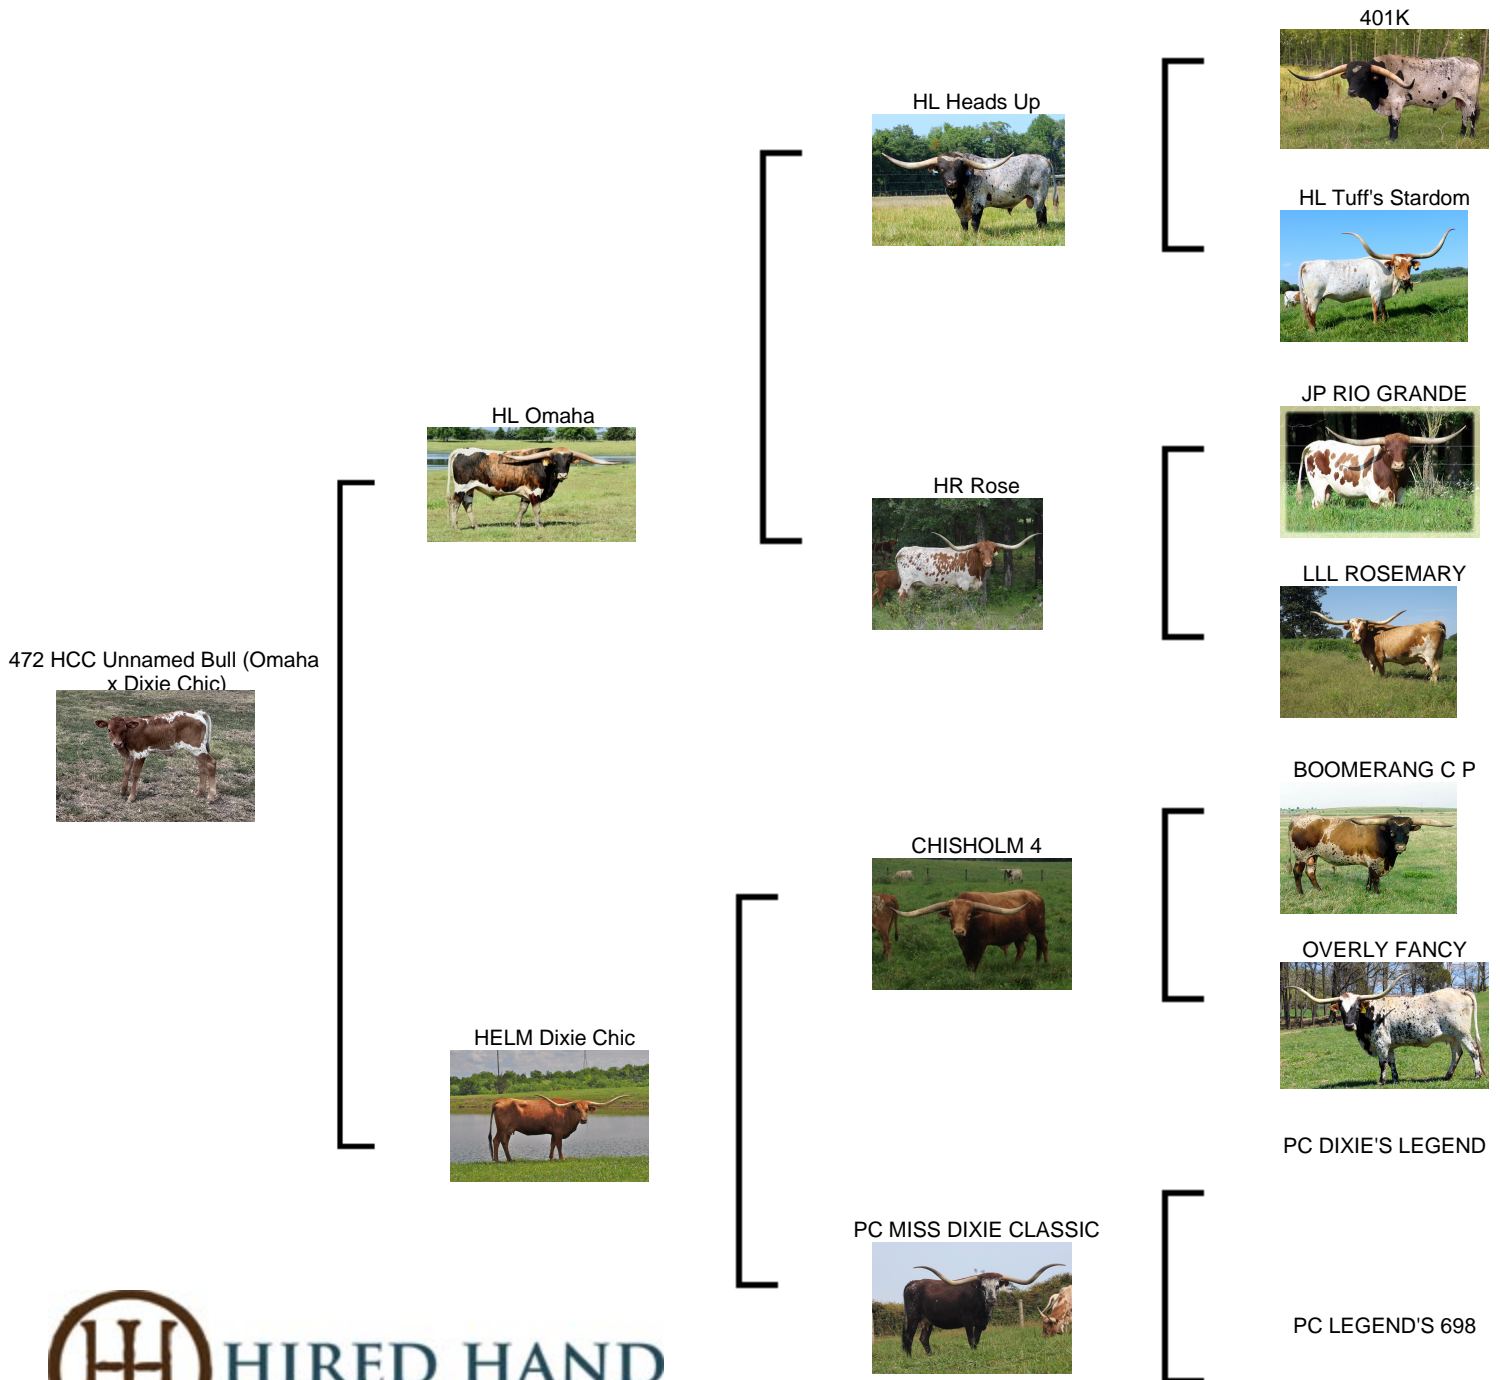 401K
HL Heads Up
HL Tuff's Stardom
JP RIO GRANDE
HL Omaha
HR Rose
LLL ROSEMARY
472 HCC Unnamed Bull (Omaha
x Dixie Chic)
BOOMERANG C P
CHISHOLM 4
OVERLY FANCY
HELM Dixie Chic
PC DIXIE'S LEGEND
PC MISS DIXIE CLASSIC
PC LEGEND'S 698
HIRED HAND